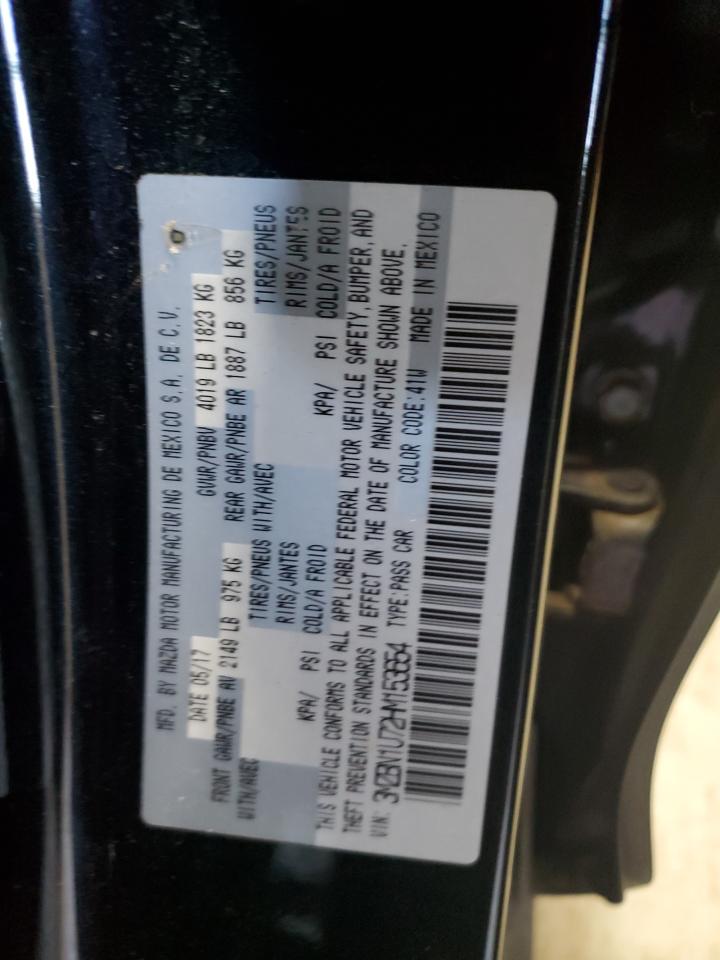 MFD. BY MAZDA MOTOR MANUFACTURING DE MEXICO S.A. DE C.V.
DATE 05/17 GVWR/PNBV 4019 LB 1823 KG
FRONT GAWR/PNBE AV 2149 LB 975 KG REAR GAWR/PNBE AR 1887 LB 856 KG
WITH/AVEC TIRES/PNEUS WITH/AVEC TIRES/PNEUS
RIMS/JANTES RIMS/JANTES
KPA/ PSI COLD/A FROID KPA/ PSI COLD/A FROID
THIS VEHICLE CONFORMS TO ALL APPLICABLE FEDERAL MOTOR VEHICLE SAFETY, BUMPER, AND
THEFT PREVENTION STANDARDS IN EFFECT ON THE DATE OF MANUFACTURE SHOWN ABOVE.
VIN: 3MZBN1U72HM153654 TYPE:PASS CAR COLOR CODE:41W MADE IN MEXICO